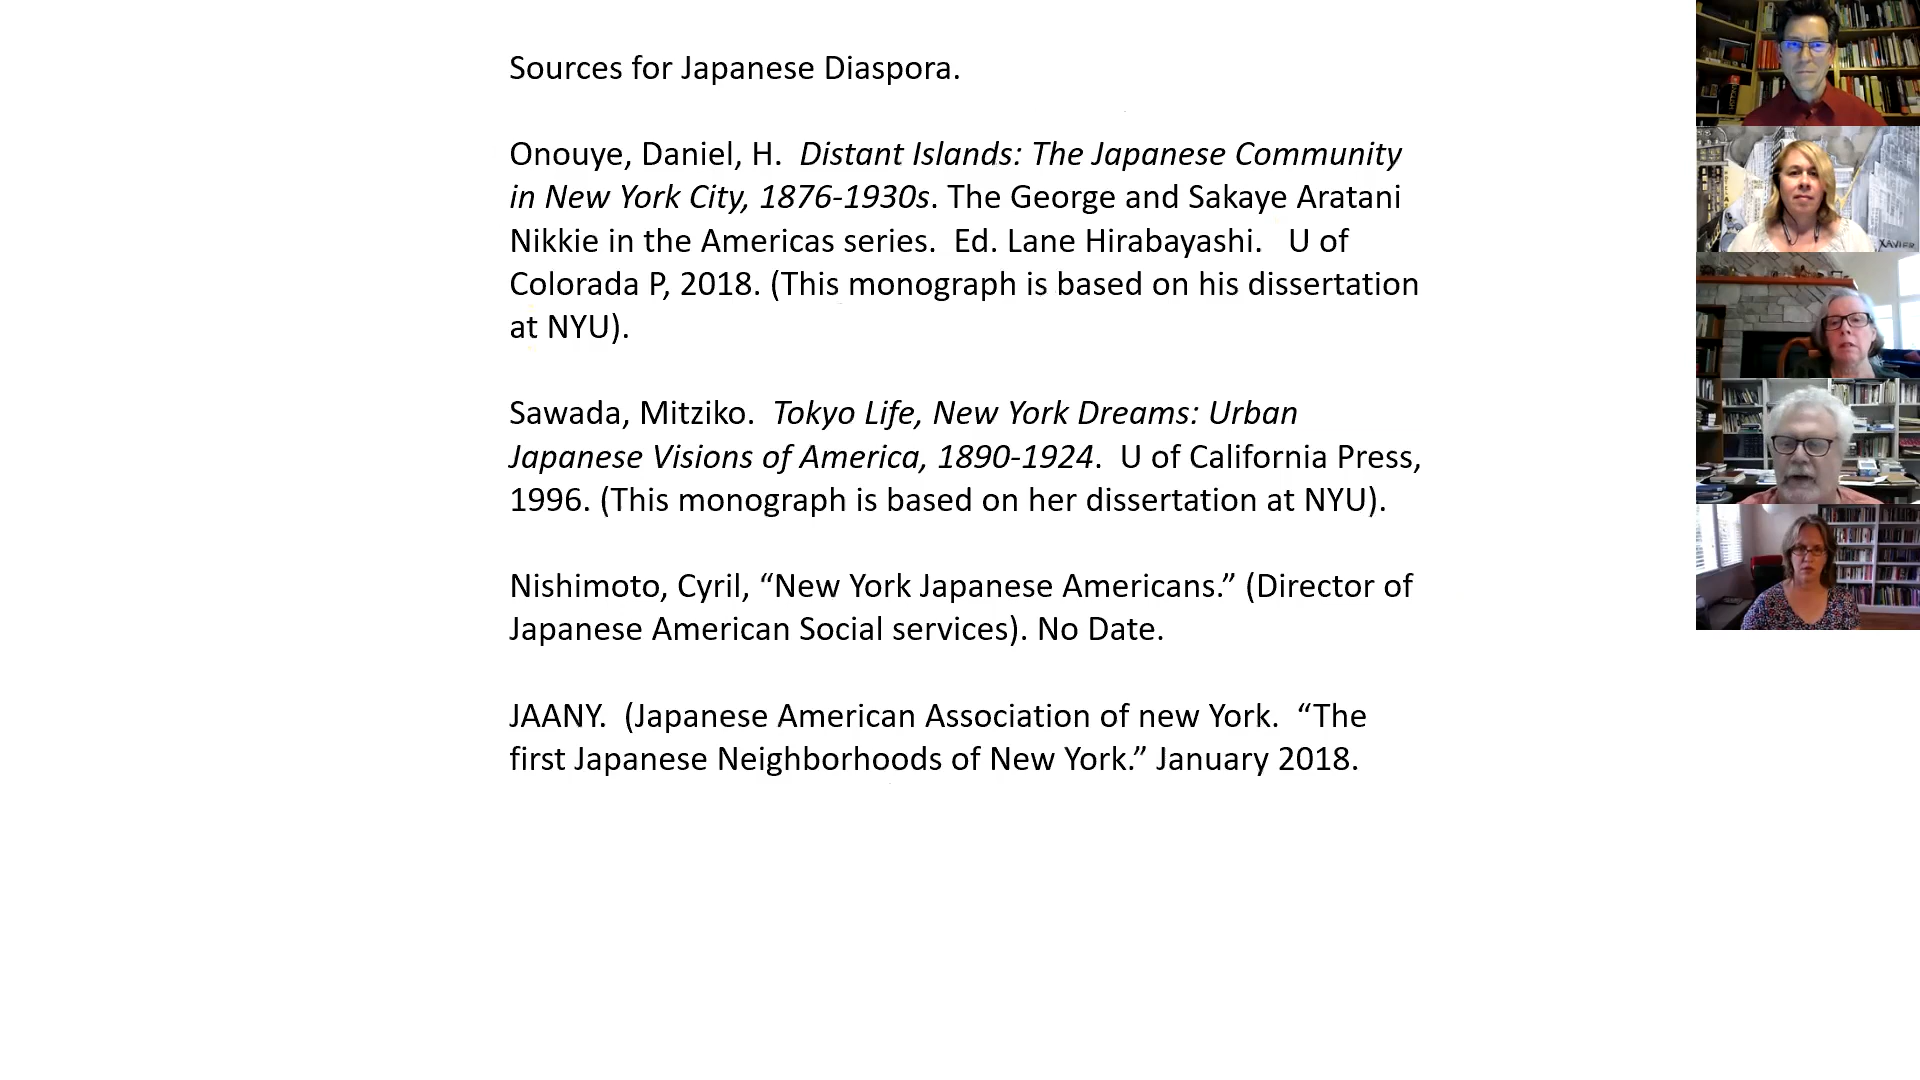 Sources for Japanese Diaspora.
Onouye, Daniel, H.  Distant Islands: The Japanese Community
in New York City, 1876-1930s. The George and Sakaye Aratani
Nikkie in the Americas series.  Ed. Lane Hirabayashi.   U of
Colorada P, 2018. (This monograph is based on his dissertation
at NYU).
Sawada, Mitziko.  Tokyo Life, New York Dreams: Urban
Japanese Visions of America, 1890-1924.  U of California Press,
1996. (This monograph is based on her dissertation at NYU).
Nishimoto, Cyril, “New York Japanese Americans.” (Director of
Japanese American Social services). No Date.
JAANY.  (Japanese American Association of new York.  “The
first Japanese Neighborhoods of New York.” January 2018.
XAVIER